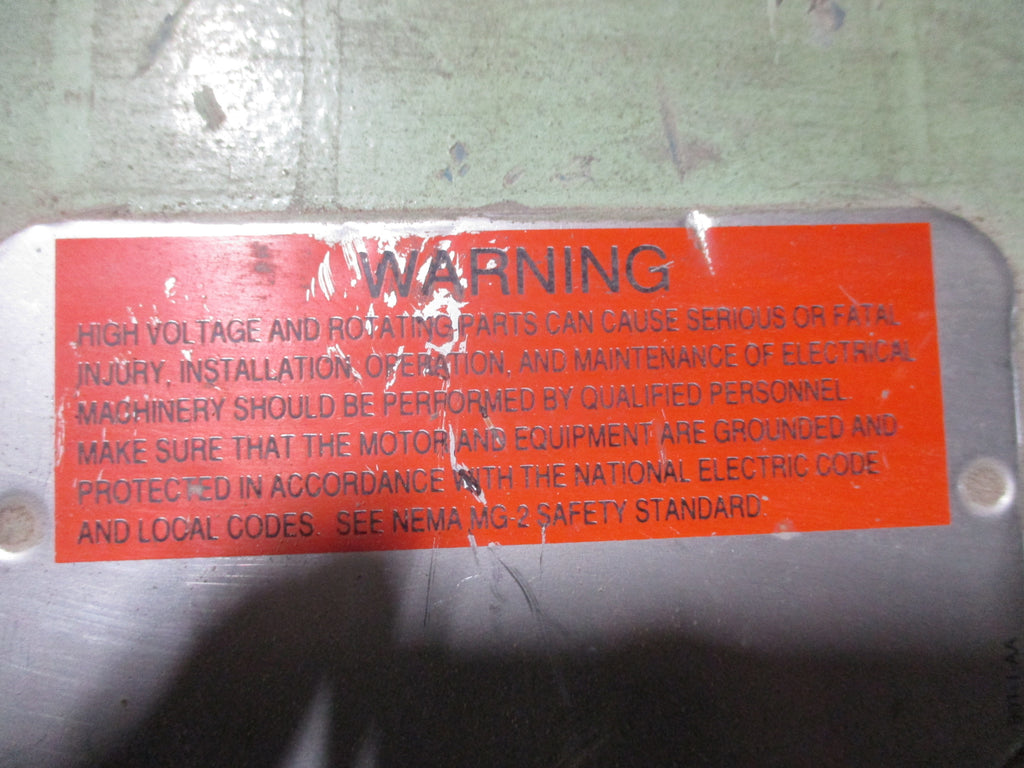 WARNING
HIGH VOLTAGE AND ROTATING PARTS CAN CAUSE SERIOUS OR FATAL
INJURY. INSTALLATION, OPERATION, AND MAINTENANCE OF ELECTRICAL
MACHINERY SHOULD BE PERFORMED BY QUALIFIED PERSONNEL.
MAKE SURE THAT THE MOTOR AND EQUIPMENT ARE GROUNDED AND
PROTECTED IN ACCORDANCE WITH THE NATIONAL ELECTRIC CODE
AND LOCAL CODES. SEE NEMA MG-2 SAFETY STANDARD.